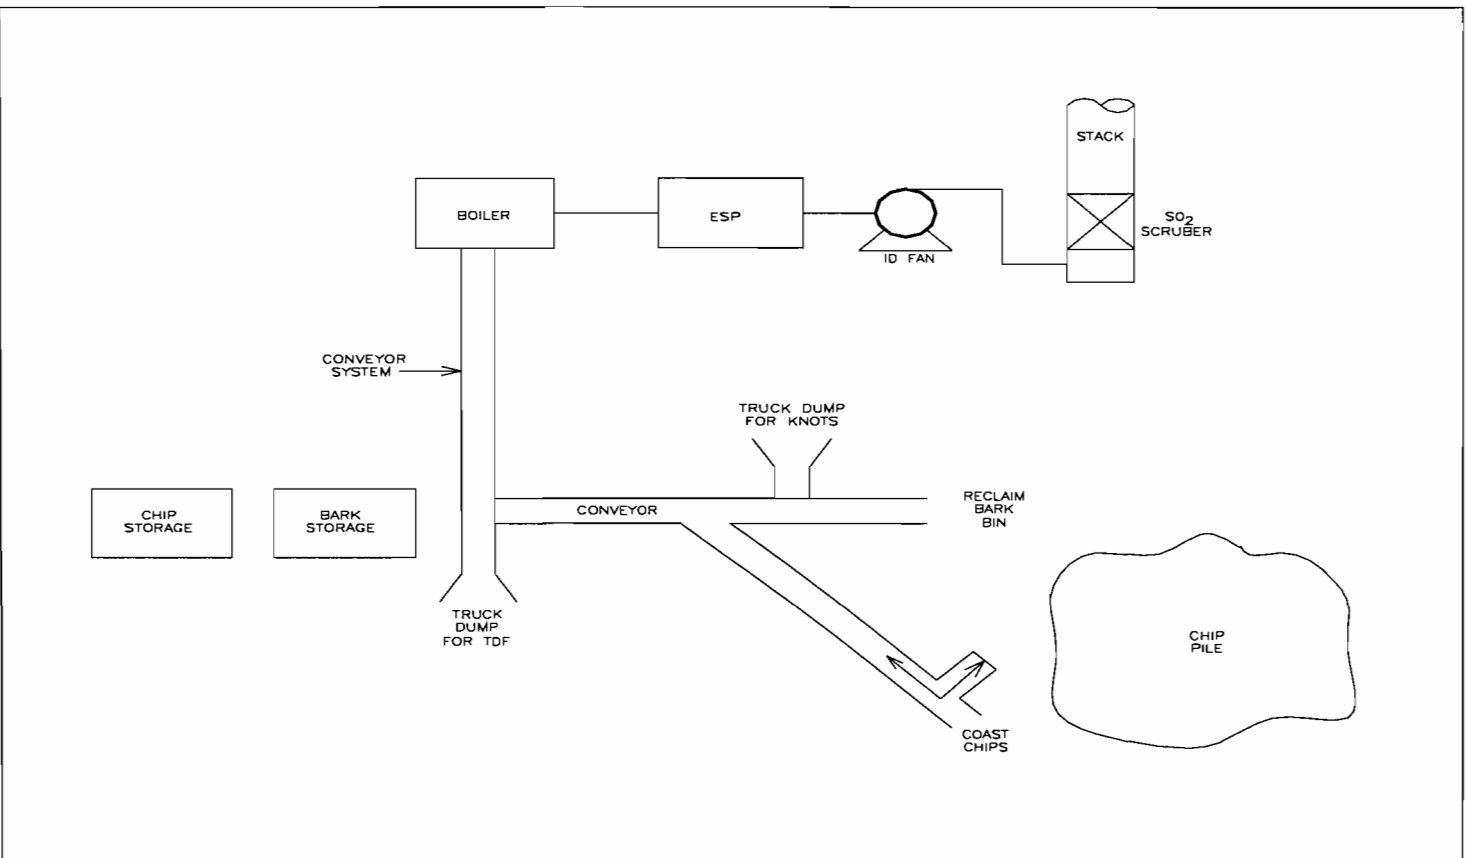 STACK
BOILER
ESP
SO2
SCRUBER
ID FAN
CONVEYOR
SYSTEM
TRUCK DUMP
FOR KNOTS
CHIP
STORAGE
BARK
STORAGE
CONVEYOR
RECLAIM
BARK
BIN
TRUCK
DUMP
FOR TDF
CHIP
PILE
COAST
CHIPS